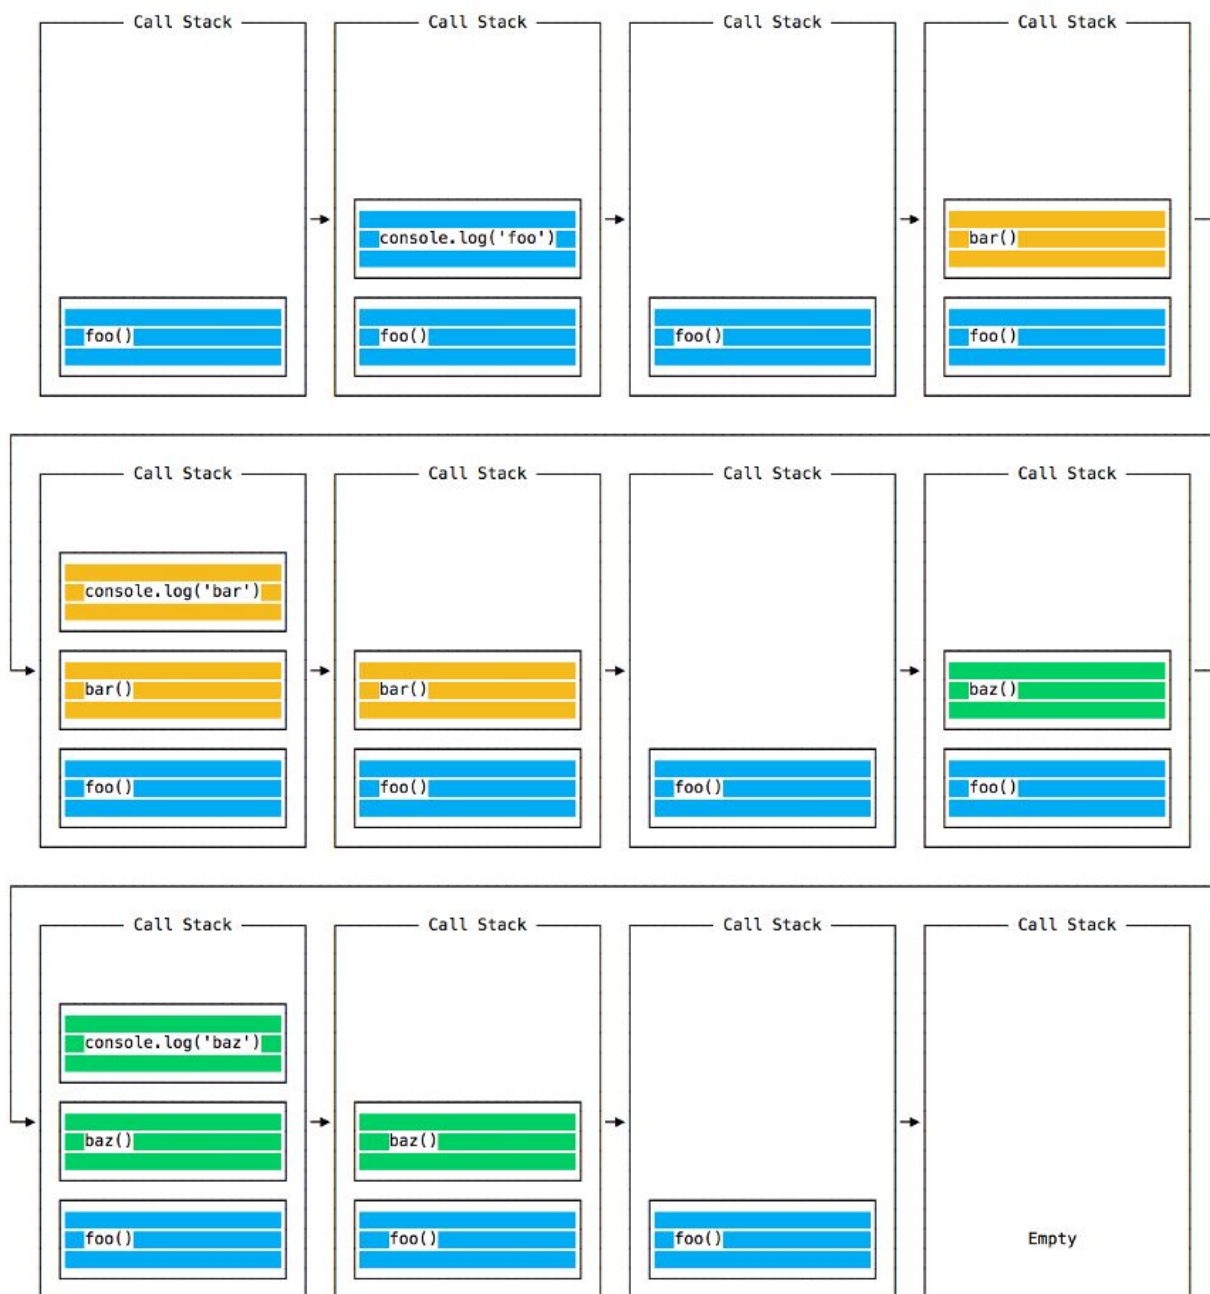 Call Stack Call Stack Call Stack Call Stack
console.log('foo') bar()
foo() foo() foo() foo()
Call Stack Call Stack Call Stack Call Stack
console.log('bar')
bar() bar() baz()
foo() foo() foo() foo()
Call Stack Call Stack Call Stack Call Stack
console.log('baz')
baz() baz()
foo() foo() foo() Empty